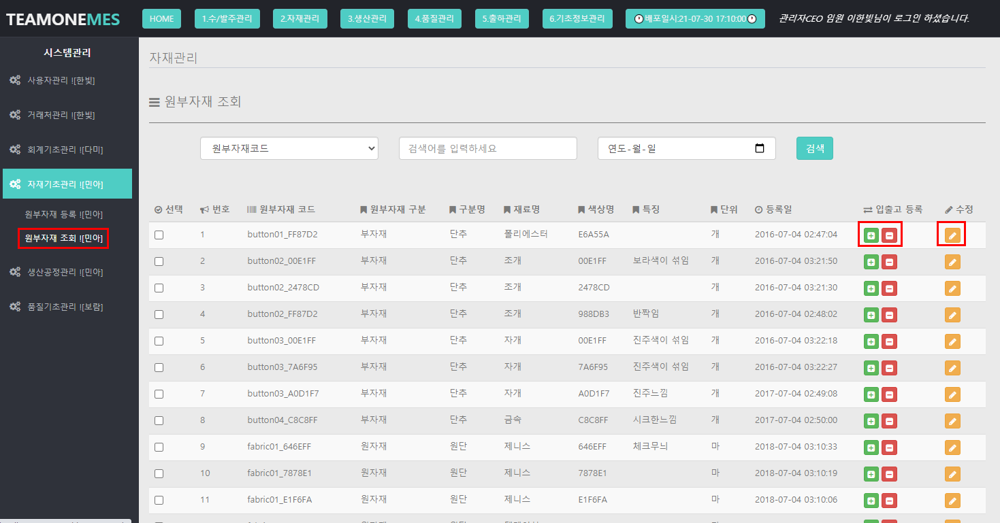 TEAMONEMES HOME 1.수/발주관리 2.자재관리 3.생산관리 4.품질관리 5.출하관리 6.기초정보관리 배포일시:21-07-30 17:10:00 관리자CEO 임원 이한빛님이 로그인 하셨습니다.
시스템관리
사용자관리 ![한빛]
거래처관리 ![한빛]
회계기초관리 ![다미]
자재기초관리 ![민아]
원부자재 등록 ![민아]
원부자재 조회 ![민아]
생산공정관리 ![민아]
품질기초관리 ![보람]
자재관리
원부자재 조회
원부자재코드 검색어를 입력하세요 연도-월-일 검색
선택 번호 원부자재 코드 원부자재 구분 구분명 재료명 색상명 특징 단위 등록일 입출고 등록 수정
1 button01_FF87D2 부자재 단추 폴리에스터 E6A55A 개 2016-07-04 02:47:04
2 button02_00E1FF 부자재 단추 조개 00E1FF 보라색이 섞임 개 2016-07-04 03:21:50
3 button02_2478CD 부자재 단추 조개 2478CD 개 2016-07-04 03:21:30
4 button02_FF87D2 부자재 단추 조개 988DB3 반짝임 개 2016-07-04 02:48:02
5 button03_00E1FF 부자재 단추 자개 00E1FF 진주색이 섞임 개 2016-07-04 03:22:18
6 button03_7A6F95 부자재 단추 자개 7A6F95 진주색이 섞임 개 2016-07-04 03:22:27
7 button03_A0D1F7 부자재 단추 자개 A0D1F7 진주느낌 개 2017-07-04 02:49:08
8 button04_C8C8FF 부자재 단추 금속 C8C8FF 시크한느낌 개 2017-07-04 02:50:00
9 fabric01_646EFF 원자재 원단 제니스 646EFF 체크무늬 마 2018-07-04 03:10:33
10 fabric01_7878E1 원자재 원단 제니스 7878E1 마 2018-07-04 03:10:19
11 fabric01_E1F6FA 원자재 원단 제니스 E1F6FA 마 2018-07-04 03:10:06